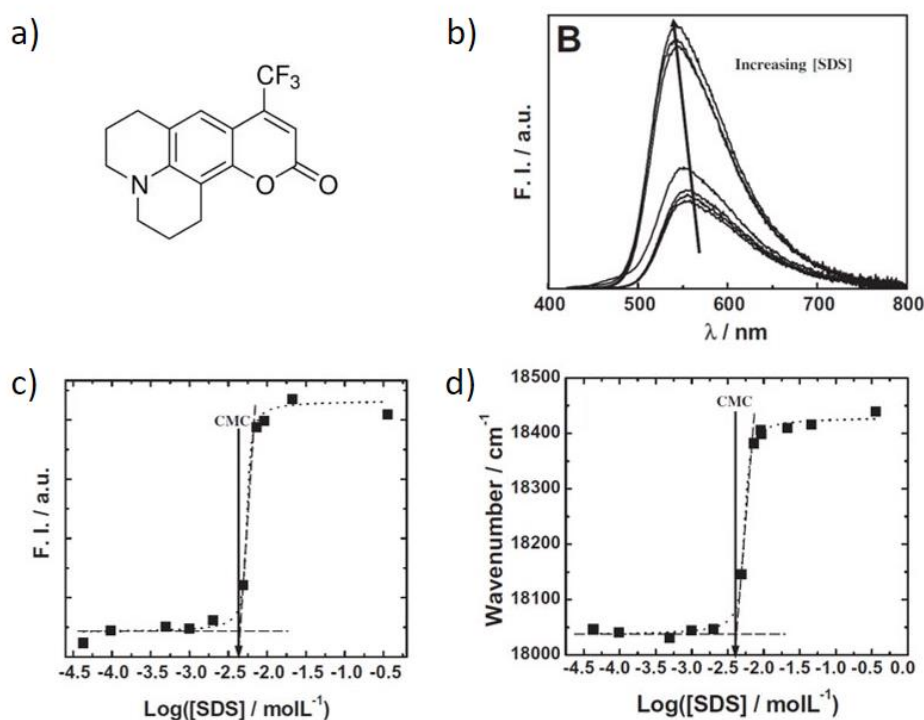 a)
CF₃
N
O
O
b)
B
Increasing [SDS]
F. I. / a.u.
400 500 600 700 800
λ / nm
c)
CMC
F. I. / a.u.
-4.5 -4.0 -3.5 -3.0 -2.5 -2.0 -1.5 -1.0 -0.5
Log([SDS] / molL⁻¹)
d)
18500
18400
18300
18200
18100
18000
CMC
Wavenumber / cm⁻¹
-4.5 -4.0 -3.5 -3.0 -2.5 -2.0 -1.5 -1.0 -0.5 0.0
Log([SDS] / molL⁻¹)